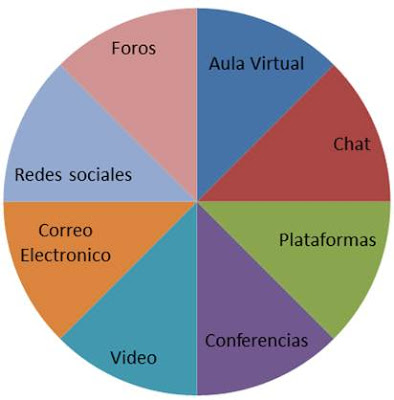 Foros
Aula Virtual
Chat
Redes sociales
Plataformas
Correo
Electronico
Conferencias
Video